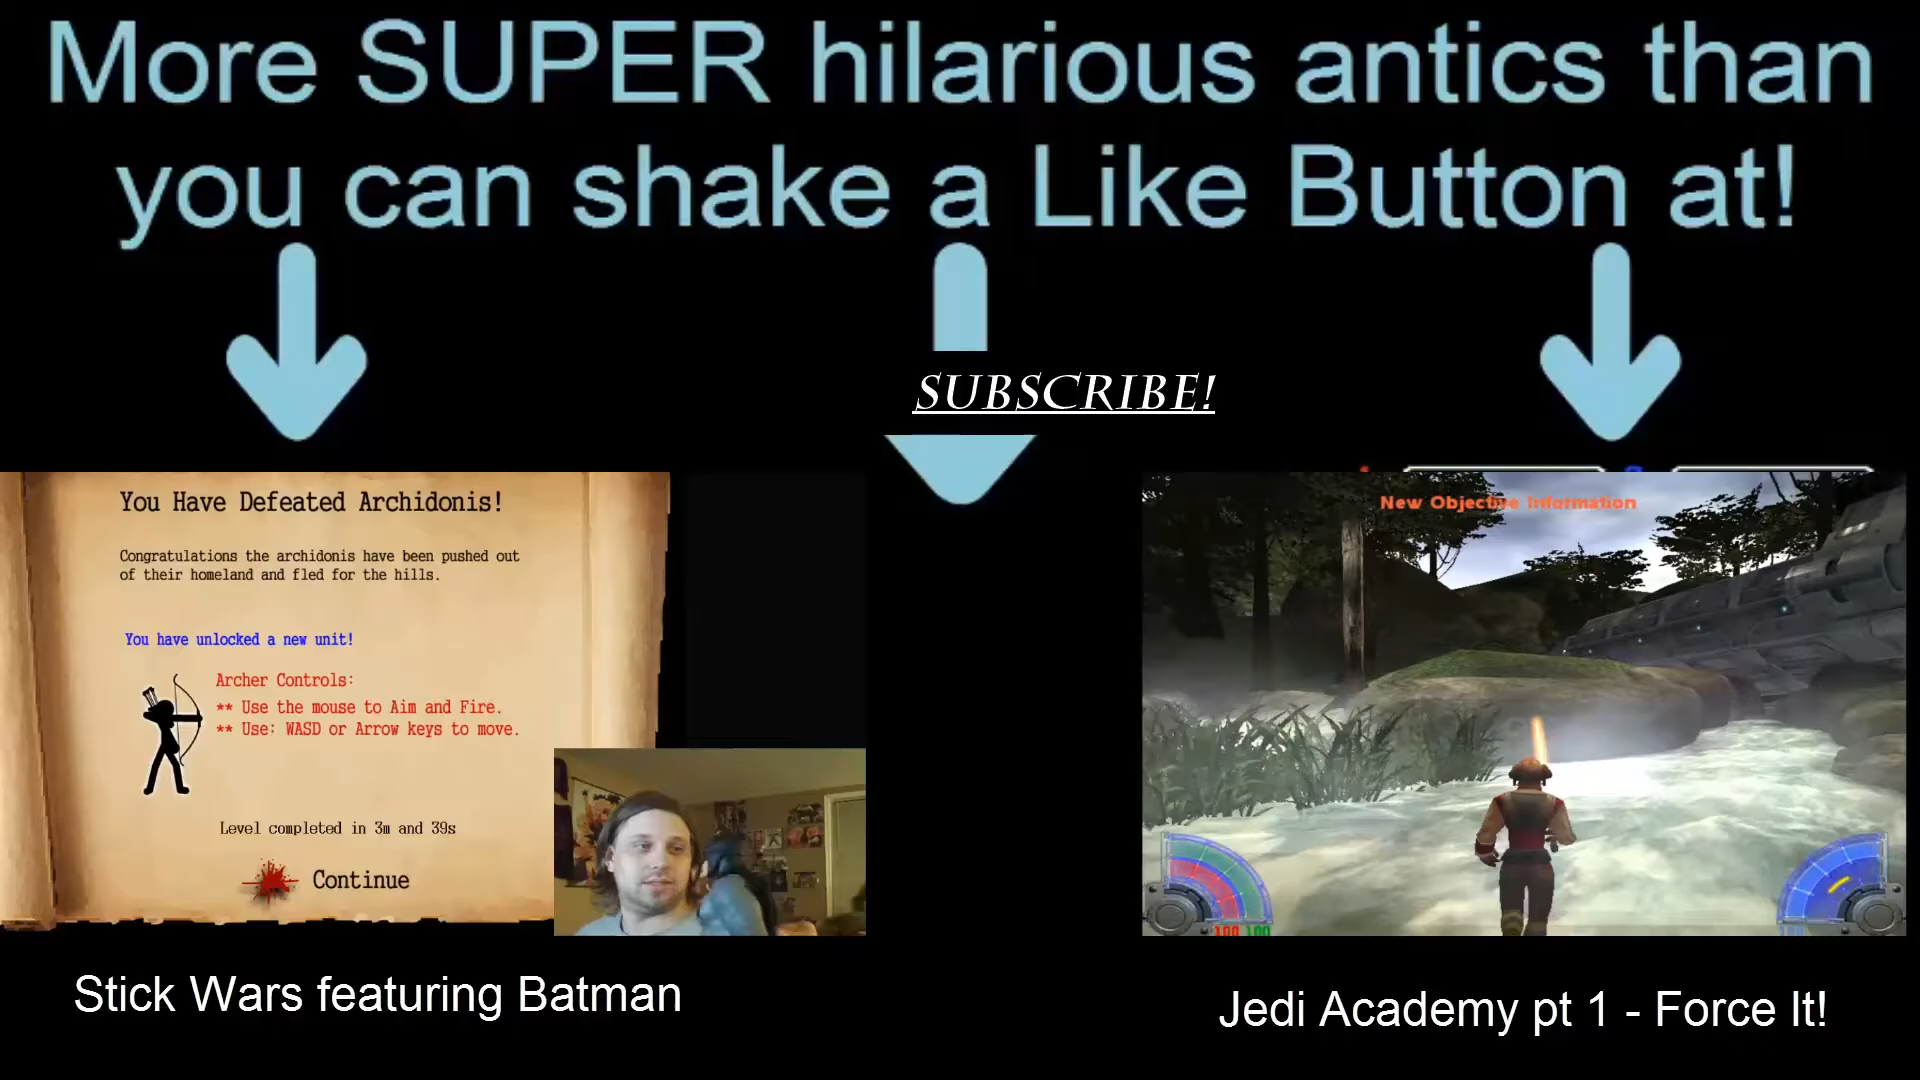 More SUPER hilarious antics than
you can shake a Like Button at!
SUBSCRIBE!
You Have Defeated Archidonis!
Congratulations the archidonis have been pushed out
of their homeland and fled for the hills.
You have unlocked a new unit!
Archer Controls:
** Use the mouse to Aim and Fire.
** Use: WASD or Arrow keys to move.
Level completed in 3m and 39s
Continue
New Objective Information
100 100
100
Stick Wars featuring Batman
Jedi Academy pt 1 - Force It!